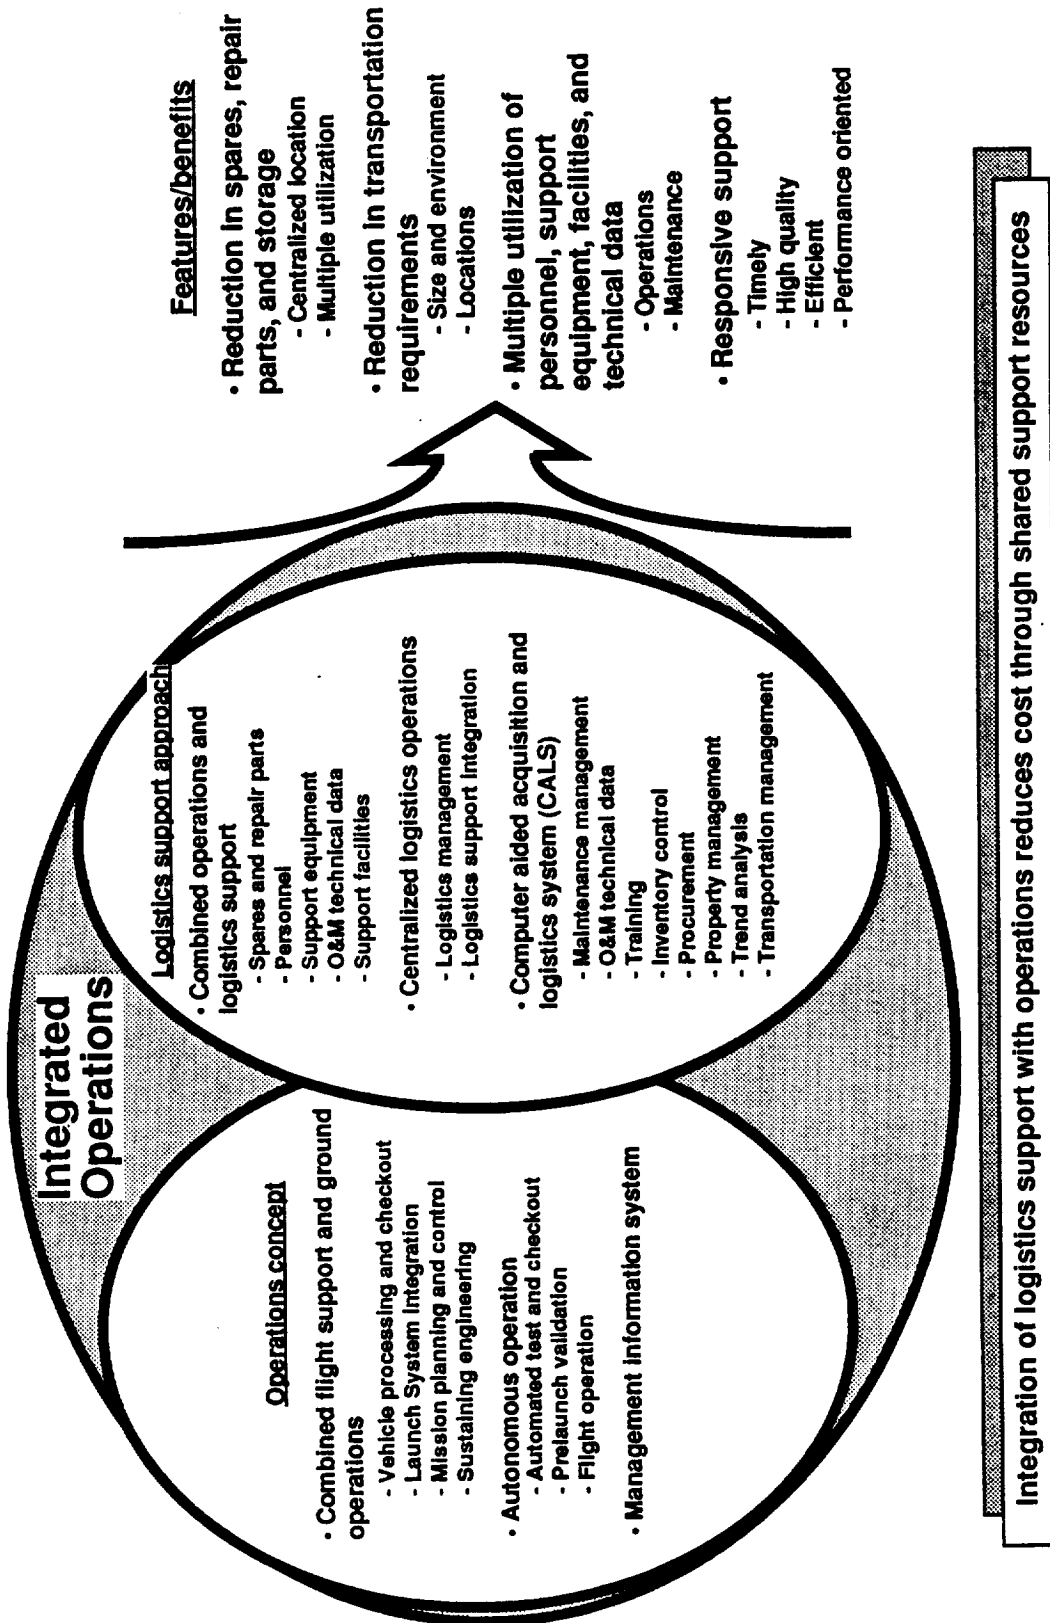 Integrated
Operations
Operations concept
• Combined flight support and ground
operations
- Vehicle processing and checkout
- Launch System Integration
- Mission planning and control
- Sustaining engineering
• Autonomous operation
- Automated test and checkout
- Prelaunch validation
- Flight operation
• Management information system
Logistics support approach
• Combined operations and
logistics support
- Spares and repair parts
- Personnel
- Support equipment
- O&M technical data
- Support facilities
• Centralized logistics operations
- Logistics management
- Logistics support Integration
• Computer aided acquisition and
logistics system (CALS)
- Maintenance management
- O&M technical data
- Training
- Inventory control
- Procurement
- Property management
- Trend analysis
- Transportation management
Features/benefits
• Reduction in spares, repair
parts, and storage
- Centralized location
- Multiple utilization
• Reduction in transportation
requirements
- Size and environment
- Locations
• Multiple utilization of
personnel, support
equipment, facilities, and
technical data
- Operations
- Maintenance
• Responsive support
- Timely
- High quality
- Efficient
- Performance oriented
Integration of logistics support with operations reduces cost through shared support resources